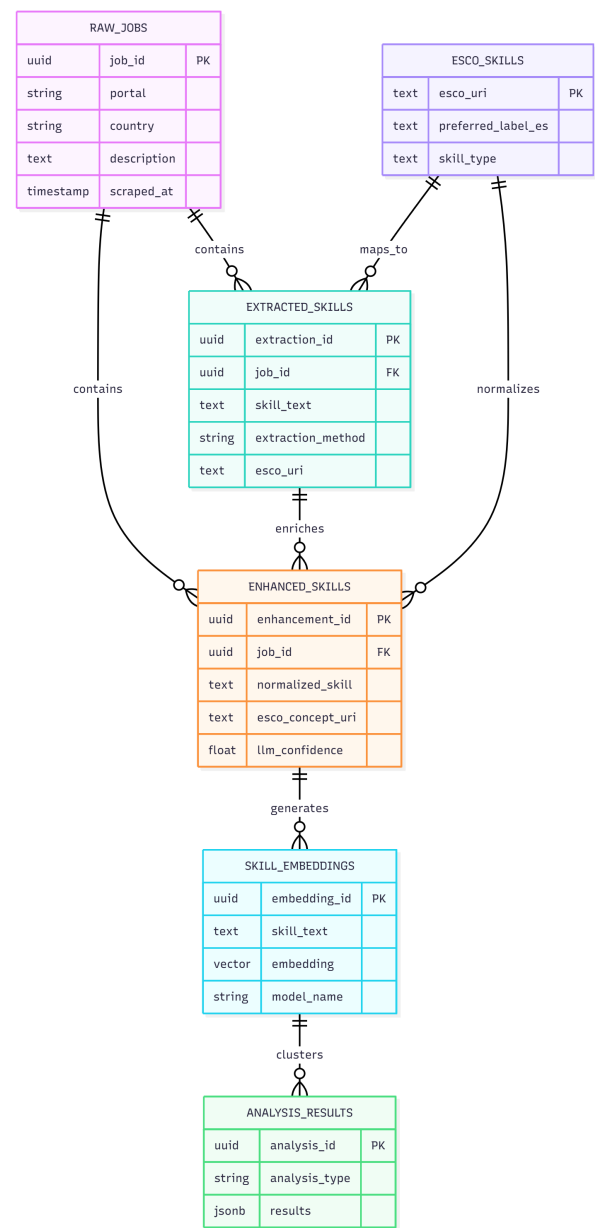 RAW_JOBS
uuid job_id PK
string portal
string country
text description
timestamp scraped_at
ESCO_SKILLS
text esco_uri PK
text preferred_label_es
text skill_type
contains
maps_to
EXTRACTED_SKILLS
uuid extraction_id PK
uuid job_id FK
text skill_text
string extraction_method
text esco_uri
contains
normalizes
enriches
ENHANCED_SKILLS
uuid enhancement_id PK
uuid job_id FK
text normalized_skill
text esco_concept_uri
float llm_confidence
generates
SKILL_EMBEDDINGS
uuid embedding_id PK
text skill_text
vector embedding
string model_name
clusters
ANALYSIS_RESULTS
uuid analysis_id PK
string analysis_type
jsonb results